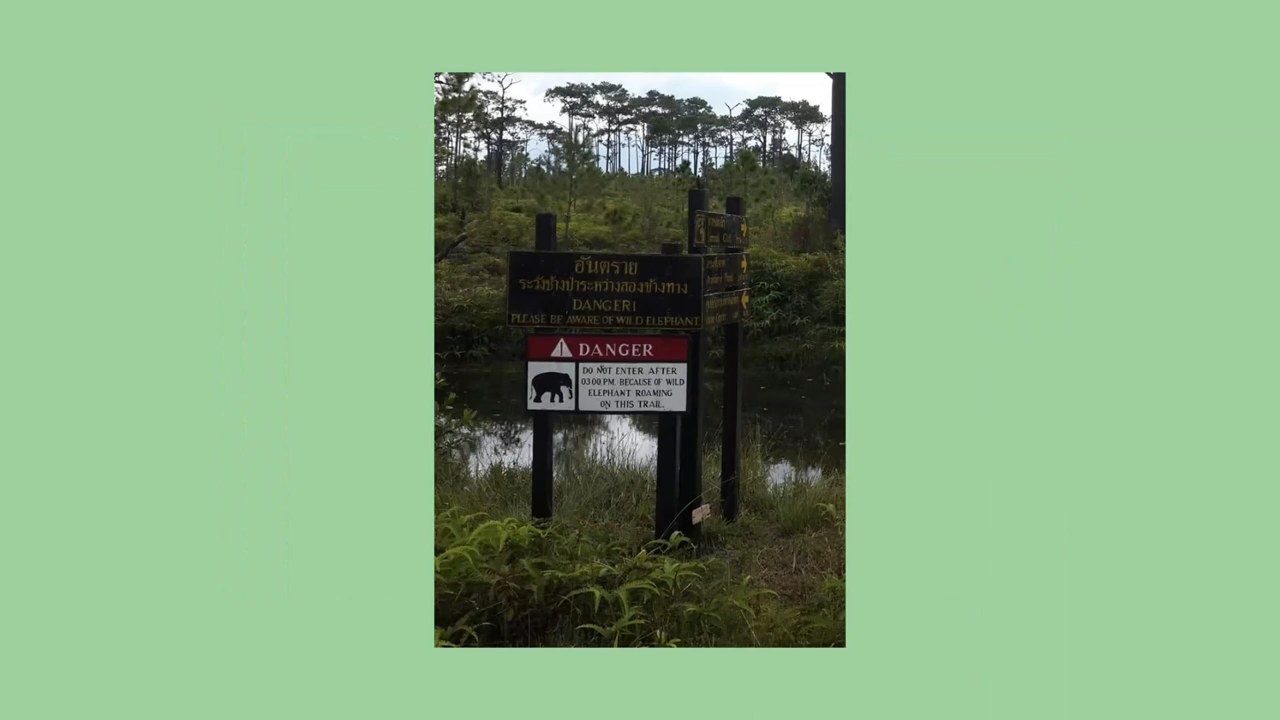 อันตราย
ระวังช้างป่าระหว่างสองข้างทาง
DANGER!
PLEASE BE AWARE OF WILD ELEPHANT
DANGER
DO NOT ENTER AFTER
03:00 PM. BECAUSE OF WILD
ELEPHANT ROAMING
ON THIS TRAIL.